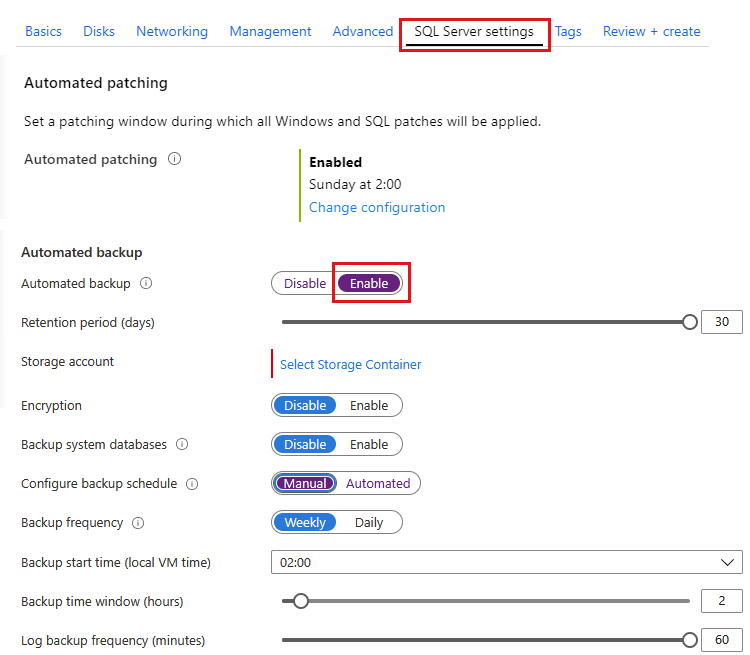 Basics Disks Networking Management Advanced SQL Server settings Tags Review + create
Automated patching
Set a patching window during which all Windows and SQL patches will be applied.
Automated patching Enabled
Sunday at 2:00
Change configuration
Automated backup
Automated backup Disable Enable
Retention period (days) 30
Storage account Select Storage Container
Encryption Disable Enable
Backup system databases Disable Enable
Configure backup schedule Manual Automated
Backup frequency Weekly Daily
Backup start time (local VM time) 02:00
Backup time window (hours) 2
Log backup frequency (minutes) 60